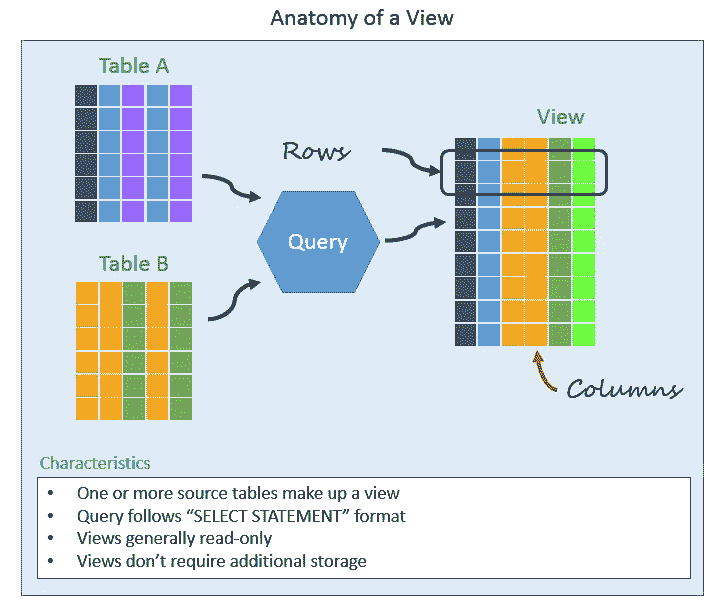 Anatomy of a View
Table A
View
Rows
Query
Table B
Columns
Characteristics
• One or more source tables make up a view
• Query follows “SELECT STATEMENT” format
• Views generally read-only
• Views don’t require additional storage